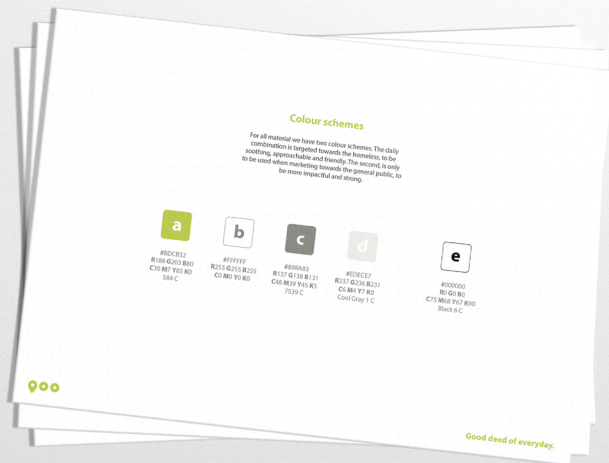 Colour schemes
For all material we have two colour schemes. The daily
combination is targeted towards the homeless, to be
soothing, approachable and friendly. The second, is only
to be used when marketing towards the general public, to
be more impactful and strong.
a
#BDCB52
R188 G203 B80
C30 M7 Y85 K0
584 C
b
#FFFFFF
R255 G255 B255
C0 M0 Y0 K0
c
#898A83
R137 G138 B131
C48 M39 Y45 K5
7539 C
d
#EDECE7
R237 G236 B231
C6 M4 Y7 K0
Cool Gray 1 C
e
#000000
R0 G0 B0
C75 M68 Y67 K90
Black 6 C
Good deed of everyday.